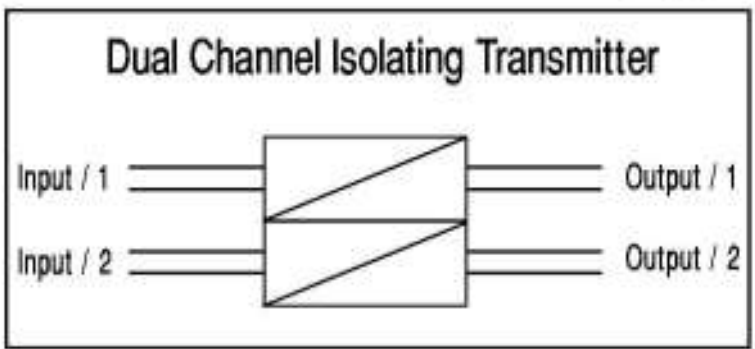 Dual Channel Isolating Transmitter
Input / 1
Output / 1
Input / 2
Output / 2